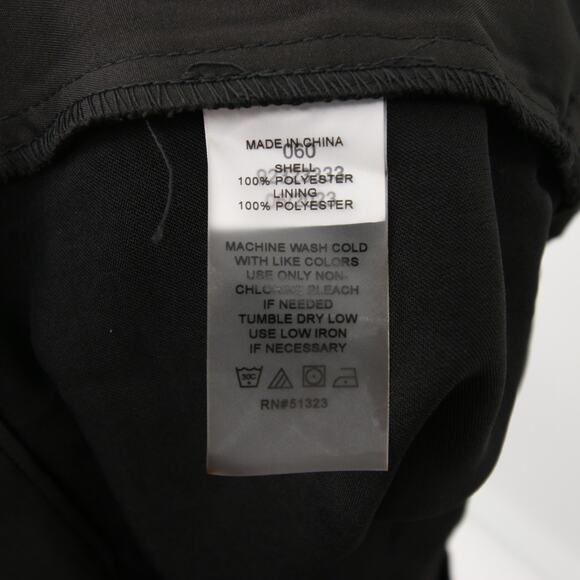 MADE IN CHINA
060
SHELL
100% POLYESTER
LINING
100% POLYESTER
MACHINE WASH COLD
WITH LIKE COLORS
USE ONLY NON-
CHLORINE BLEACH
IF NEEDED
TUMBLE DRY LOW
USE LOW IRON
IF NECESSARY
30C
RN#51323